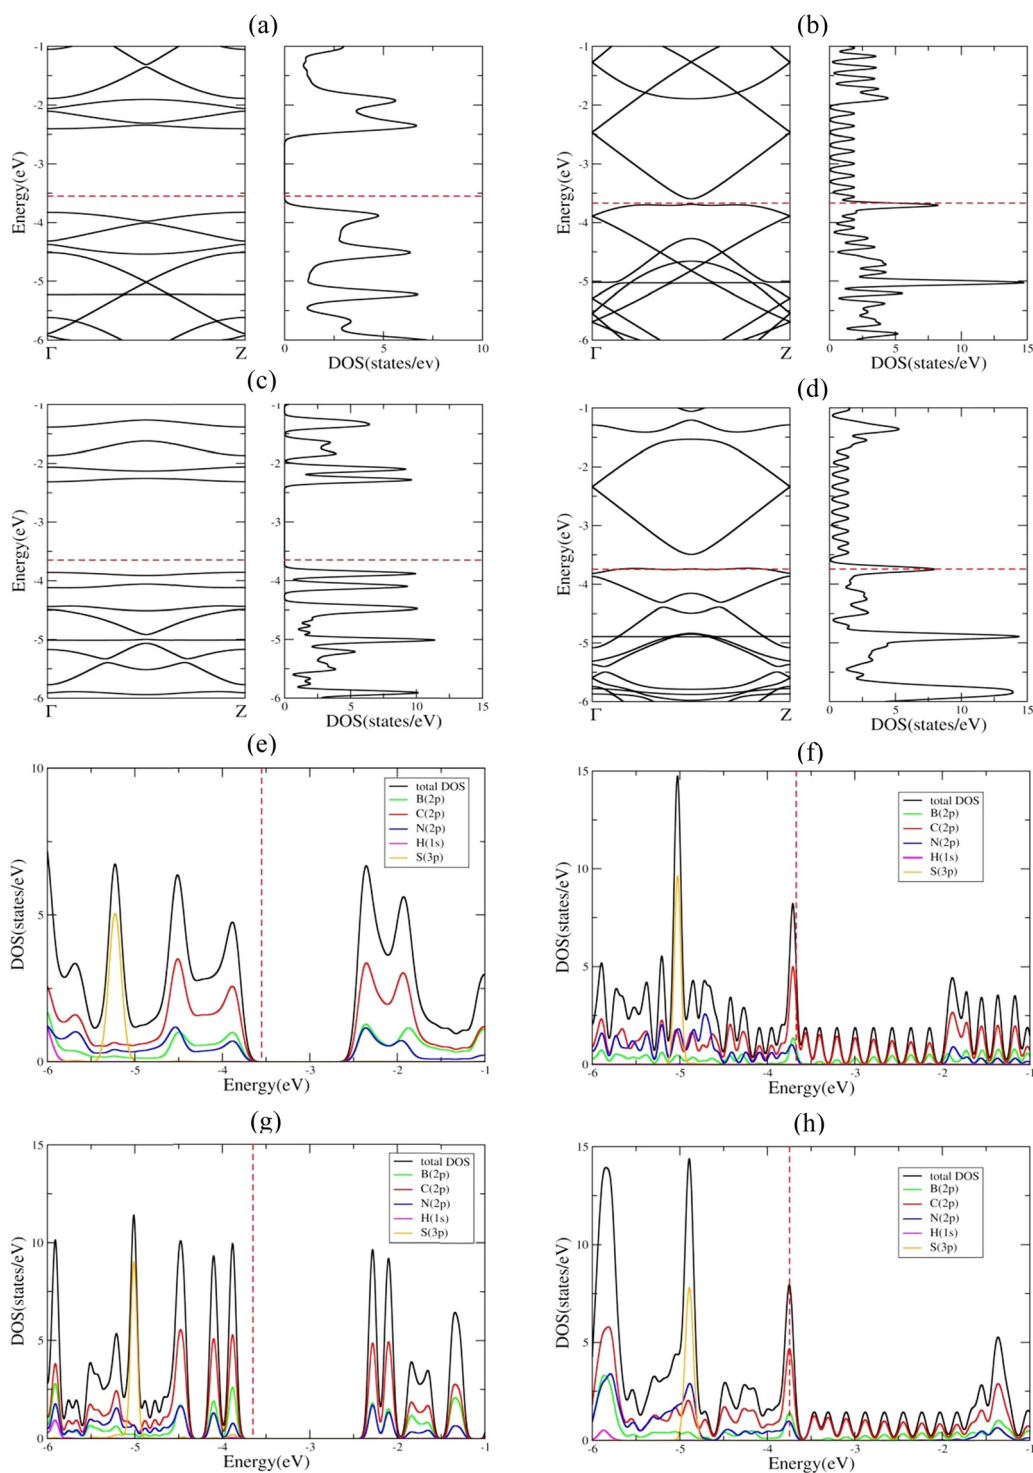 (a)
(b)
-1
-2
-3
-4
-5
-6
Energy(eV)
Γ
Z
0
5
10
DOS(states/ev)
-1
-2
-3
-4
-5
-6
Energy(eV)
Γ
Z
0
5
10
15
DOS(states/eV)
(c)
(d)
-1
-2
-3
-4
-5
-6
Energy(eV)
Γ
Z
0
5
10
15
DOS(states/eV)
-1
-2
-3
-4
-5
-6
Energy(eV)
Γ
Z
0
5
10
15
DOS(states/eV)
(e)
(f)
10
5
0
DOS(states/eV)
total DOS
B(2p)
C(2p)
N(2p)
H(1s)
S(3p)
-6
-5
-4
-3
-2
-1
Energy(eV)
15
10
5
0
DOS(states/eV)
total DOS
B(2p)
C(2p)
N(2p)
H(1s)
S(3p)
-6
-5
-4
-3
-2
-1
Energy(eV)
(g)
(h)
15
10
5
0
DOS(states/eV)
total DOS
B(2p)
C(2p)
N(2p)
H(1s)
S(3p)
-6
-5
-4
-3
-2
-1
Energy(eV)
15
10
5
0
DOS(states/eV)
total DOS
B(2p)
C(2p)
N(2p)
H(1s)
S(3p)
-6
-5
-4
-3
-2
-1
Energy(eV)